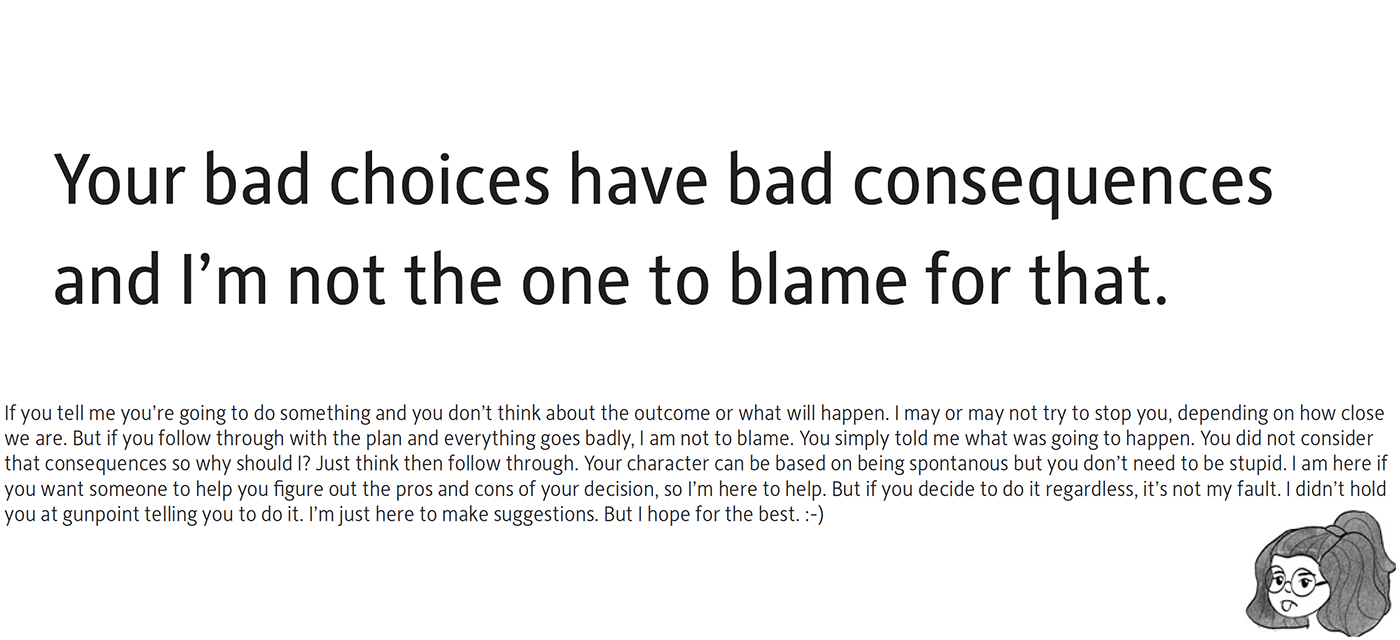 Your bad choices have bad consequences
and I’m not the one to blame for that.
If you tell me you’re going to do something and you don’t think about the outcome or what will happen. I may or may not try to stop you, depending on how close
we are. But if you follow through with the plan and everything goes badly, I am not to blame. You simply told me what was going to happen. You did not consider
that consequences so why should I? Just think then follow through. Your character can be based on being spontanous but you don’t need to be stupid. I am here if
you want someone to help you figure out the pros and cons of your decision, so I’m here to help. But if you decide to do it regardless, it’s not my fault. I didn’t hold
you at gunpoint telling you to do it. I’m just here to make suggestions. But I hope for the best. :-)